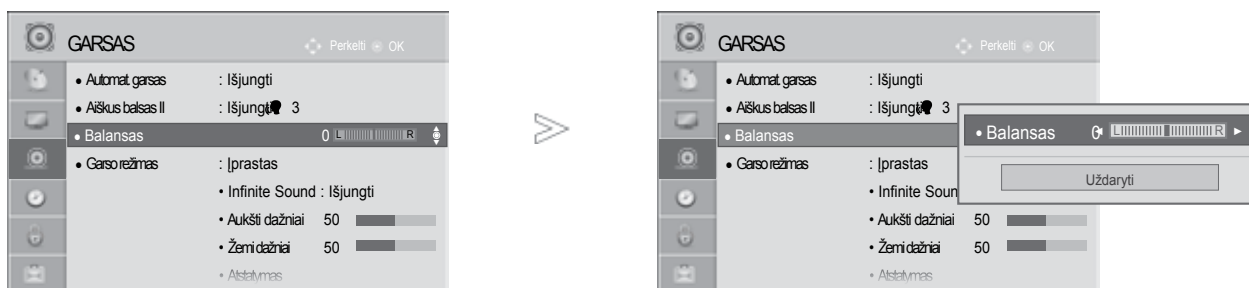 GARSAS Perkelti OK
• Automat. garsas : Išjungti
• Aiškus balsas II : Išjungti 3
• Balansas 0 L R
• Garso režimas : Įprastas
• Infinite Sound : Išjungti
• Aukšti dažniai 50
• Žemi dažniai 50
• Atstatymas
GARSAS Perkelti OK
• Automat. garsas : Išjungti
• Aiškus balsas II : Išjungti 3
• Balansas
• Garso režimas : Įprastas
• Infinite Soun
• Aukšti dažniai 50
• Žemi dažniai 50
• Atstatymas
• Balansas 0 L R
Uždaryti